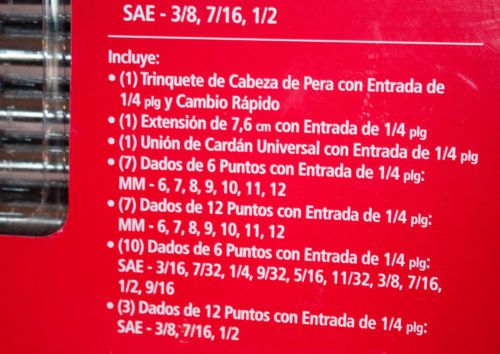 SAE - 3/8, 7/16, 1/2
Incluye:
• (1) Trinquete de Cabeza de Pera con Entrada de
1/4 plg y Cambio Rápido
• (1) Extensión de 7,6 cm con Entrada de 1/4 plg
• (1) Unión de Cardán Universal con Entrada de 1/4 plg
• (7) Dados de 6 Puntos con Entrada de 1/4 plg:
MM - 6, 7, 8, 9, 10, 11, 12
• (7) Dados de 12 Puntos con Entrada de 1/4 plg:
MM - 6, 7, 8, 9, 10, 11, 12
• (10) Dados de 6 Puntos con Entrada de 1/4 plg:
SAE - 3/16, 7/32, 1/4, 9/32, 5/16, 11/32, 3/8, 7/16,
1/2, 9/16
• (3) Dados de 12 Puntos con Entrada de 1/4 plg:
SAE - 3/8, 7/16, 1/2